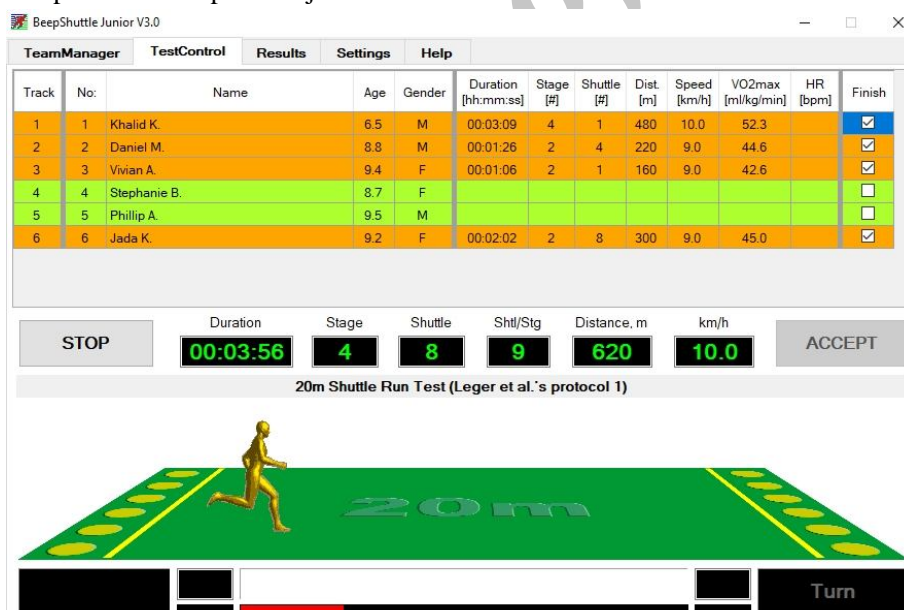 BeepShuttle Junior V3.0
TeamManager TestControl Results Settings Help
Track No: Name Age Gender Duration [hh:mm:ss] Stage [#] Shuttle [#] Dist. [m] Speed [km/h] VO2max [ml/kg/min] HR [bpm] Finish
1 1 Khalid K. 6.5 M 00:03:09 4 1 480 10.0 52.3
2 2 Daniel M. 8.8 M 00:01:26 2 4 220 9.0 44.6
3 3 Vivian A. 9.4 F 00:01:06 2 1 160 9.0 42.6
4 4 Stephanie B. 8.7 F
5 5 Phillip A. 9.5 M
6 6 Jada K. 9.2 F 00:02:02 2 8 300 9.0 45.0
Duration Stage Shuttle Shtl/Stg Distance, m km/h
STOP 00:03:56 4 8 9 620 10.0 ACCEPT
20m Shuttle Run Test (Leger et al.'s protocol 1)
20m
Turn